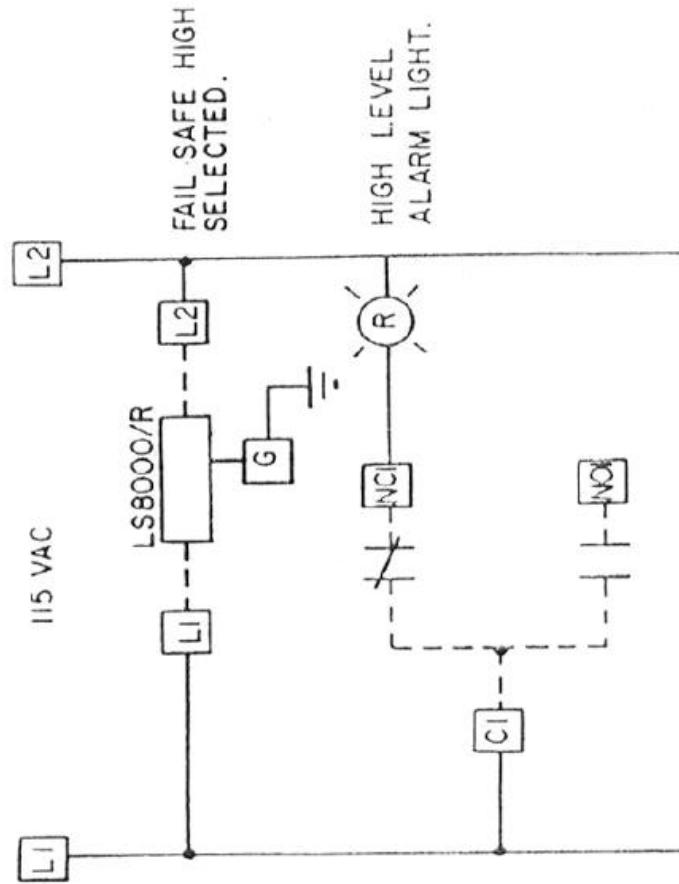 115 VAC
L1
L2
LS8000/R
L1
L2
G
FAIL SAFE HIGH
SELECTED.
C1
NC1
R
HIGH LEVEL
ALARM LIGHT.
NO1